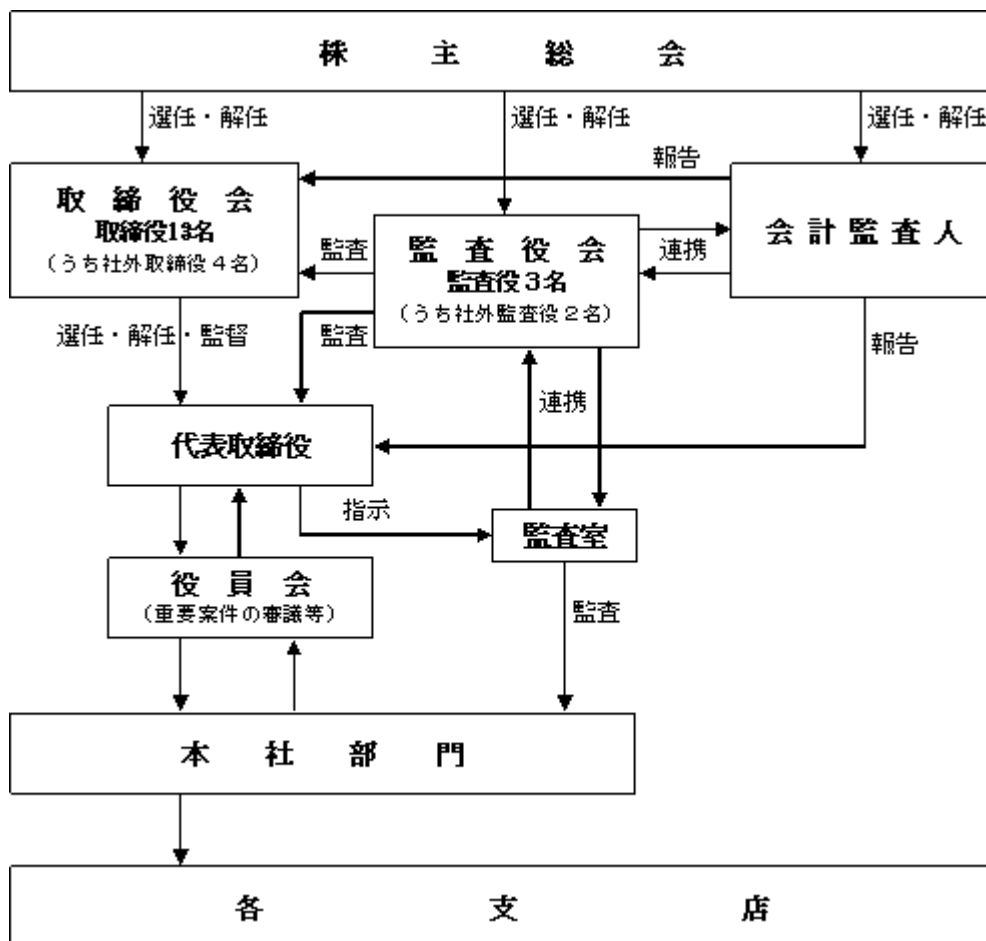 株主総会
選任・解任
選任・解任
選任・解任
報告
取締役会
取締役13名
（うち社外取締役４名）
監査
監査役会
監査役３名
（うち社外監査役２名）
連携
会計監査人
選任・解任・監督
監査
報告
連携
代表取締役
指示
監査室
役員会
（重要案件の審議等）
監査
本社部門
各支店